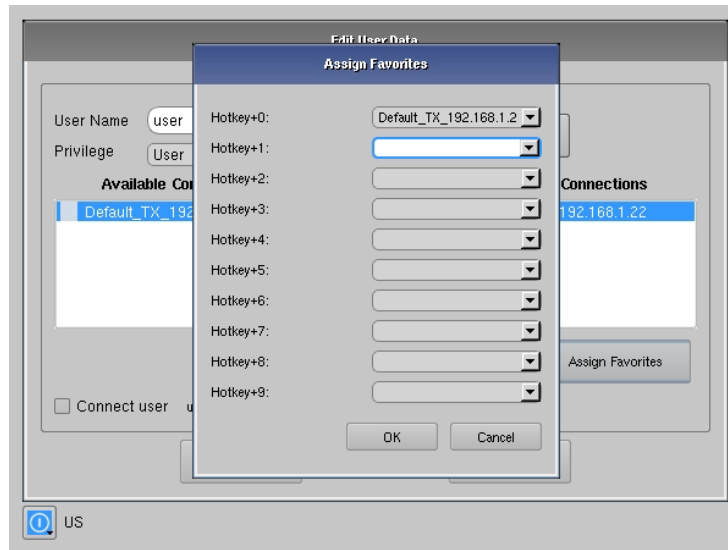 Edit User Data
Assign Favorites
User Name user
Privilege User
Hotkey+0: Default_TX_192.168.1.2
Hotkey+1:
Hotkey+2:
Hotkey+3:
Hotkey+4:
Hotkey+5:
Hotkey+6:
Hotkey+7:
Hotkey+8:
Hotkey+9:
Available Connections
Default_TX_192 192.168.1.22
Assign Favorites
Connect user
OK Cancel
US